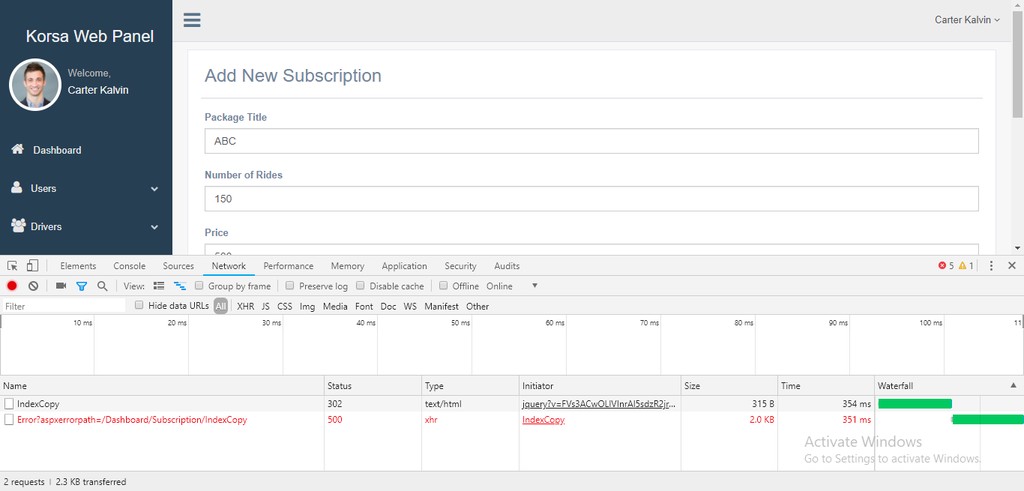 Korsa Web Panel
Carter Kalvin
Welcome,
Carter Kalvin
Dashboard
Users
Drivers
Add New Subscription
Package Title
ABC
Number of Rides
150
Price
Elements Console Sources Network Performance Memory Application Security Audits 5 1
View: Group by frame Preserve log Disable cache Offline Online
Filter Hide data URLs All XHR JS CSS Img Media Font Doc WS Manifest Other
10 ms 20 ms 30 ms 40 ms 50 ms 60 ms 70 ms 80 ms 90 ms 100 ms 11
Name Status Type Initiator Size Time Waterfall
IndexCopy 302 text/html 315 B 354 ms
Error?aspxerrorpath=/Dashboard/Subscription/IndexCopy 500 xhr IndexCopy 2.0 KB 351 ms
Activate Windows
Go to Settings to activate Windows.
2 requests | 2.3 KB transferred